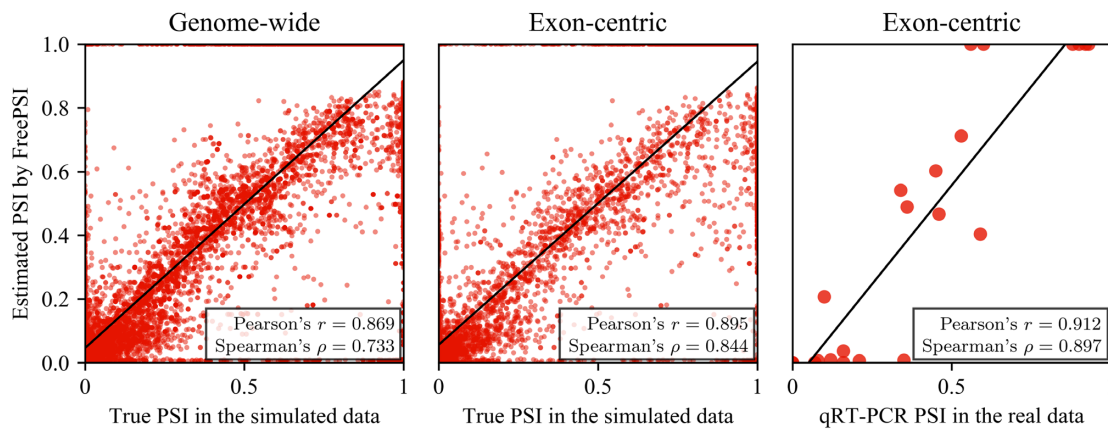 Genome-wide
Exon-centric
Exon-centric
Estimated PSI by FreePSI
1.0
0.8
0.6
0.4
0.2
0.0
0
0.5
1
True PSI in the simulated data
Pearson's r = 0.869
Spearman's ρ = 0.733
0
0.5
1
True PSI in the simulated data
Pearson's r = 0.895
Spearman's ρ = 0.844
0
0.5
qRT-PCR PSI in the real data
Pearson's r = 0.912
Spearman's ρ = 0.897